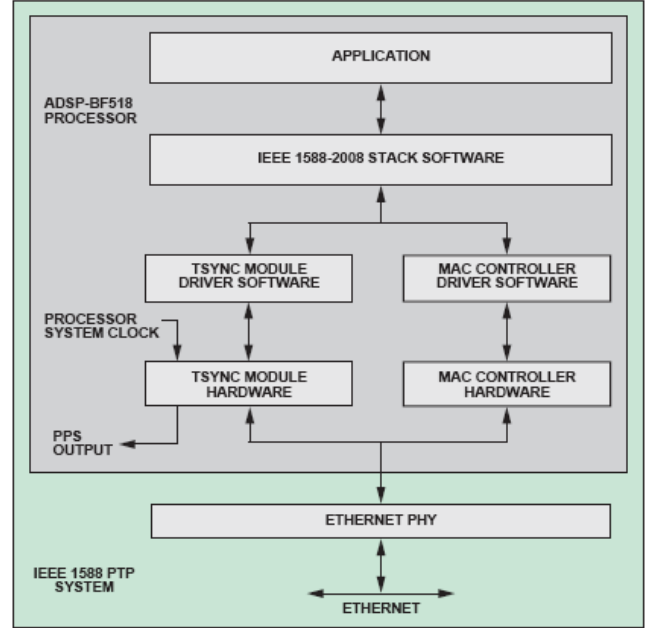 APPLICATION
ADSP-BF518
PROCESSOR
IEEE 1588-2008 STACK SOFTWARE
TSYNC MODULE
DRIVER SOFTWARE
MAC CONTROLLER
DRIVER SOFTWARE
PROCESSOR
SYSTEM CLOCK
TSYNC MODULE
HARDWARE
MAC CONTROLLER
HARDWARE
PPS
OUTPUT
ETHERNET PHY
IEEE 1588 PTP
SYSTEM
ETHERNET